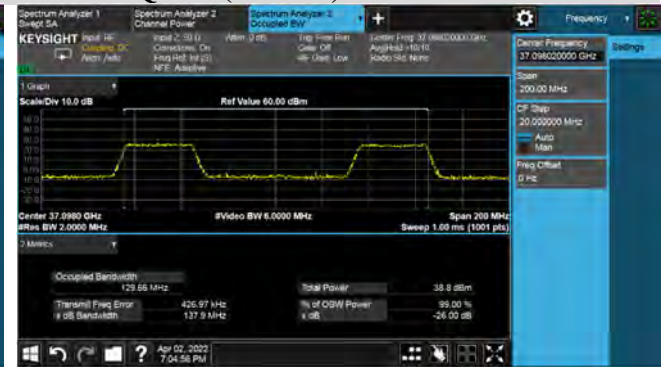 Spectrum Analyzer 1
Swept SA
Spectrum Analyzer 2
Channel Power
Spectrum Analyzer 3
Occupied BW
Frequency
KEYSIGHT Input: RF
Coupling: DC
Align: Auto
Input Z: 50 Ω
Corrections: On
Freq Ref: Int (S)
NFE: Adaptive
Atten: 0 dB
Trig: Free Run
Gate: Off
#IF Gain: Low
Center Freq: 37.098020000 GHz
Avg|Hold: >10/10
Radio Std: None
Center Frequency
37.098020000 GHz
Settings
Span
200.00 MHz
CF Step
20.000000 MHz
Auto
Man
Freq Offset
0 Hz
1 Graph
Scale/Div 10.0 dB
Ref Value 60.00 dBm
Center 37.0980 GHz
#Res BW 2.0000 MHz
#Video BW 6.0000 MHz
Span 200 MHz
Sweep 1.00 ms (1001 pts)
2 Metrics
Occupied Bandwidth
129.66 MHz
Total Power
38.8 dBm
Transmit Freq Error
426.97 kHz
% of OBW Power
99.00 %
x dB Bandwidth
137.9 MHz
x dB
-26.00 dB
Apr 02, 2022
7:04:56 PM